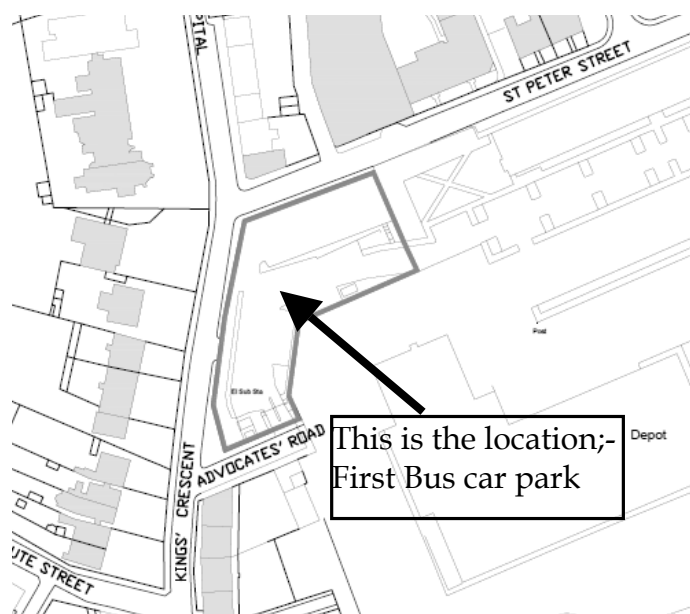 PITAL
ST PETER STREET
Post
El Sub Sta
This is the location;-
First Bus car park
Depot
ADVOCATES' ROAD
KINGS' CRESCENT
UTE STREET